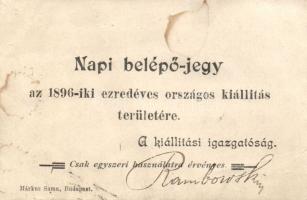 Napi belépő-jegy
az 1896-iki ezredéves országos kiállítás
területére.
A kiállítási igazgatóság.
Csak egyszeri használatra érvényes.
Márkus Samu, Budapest.